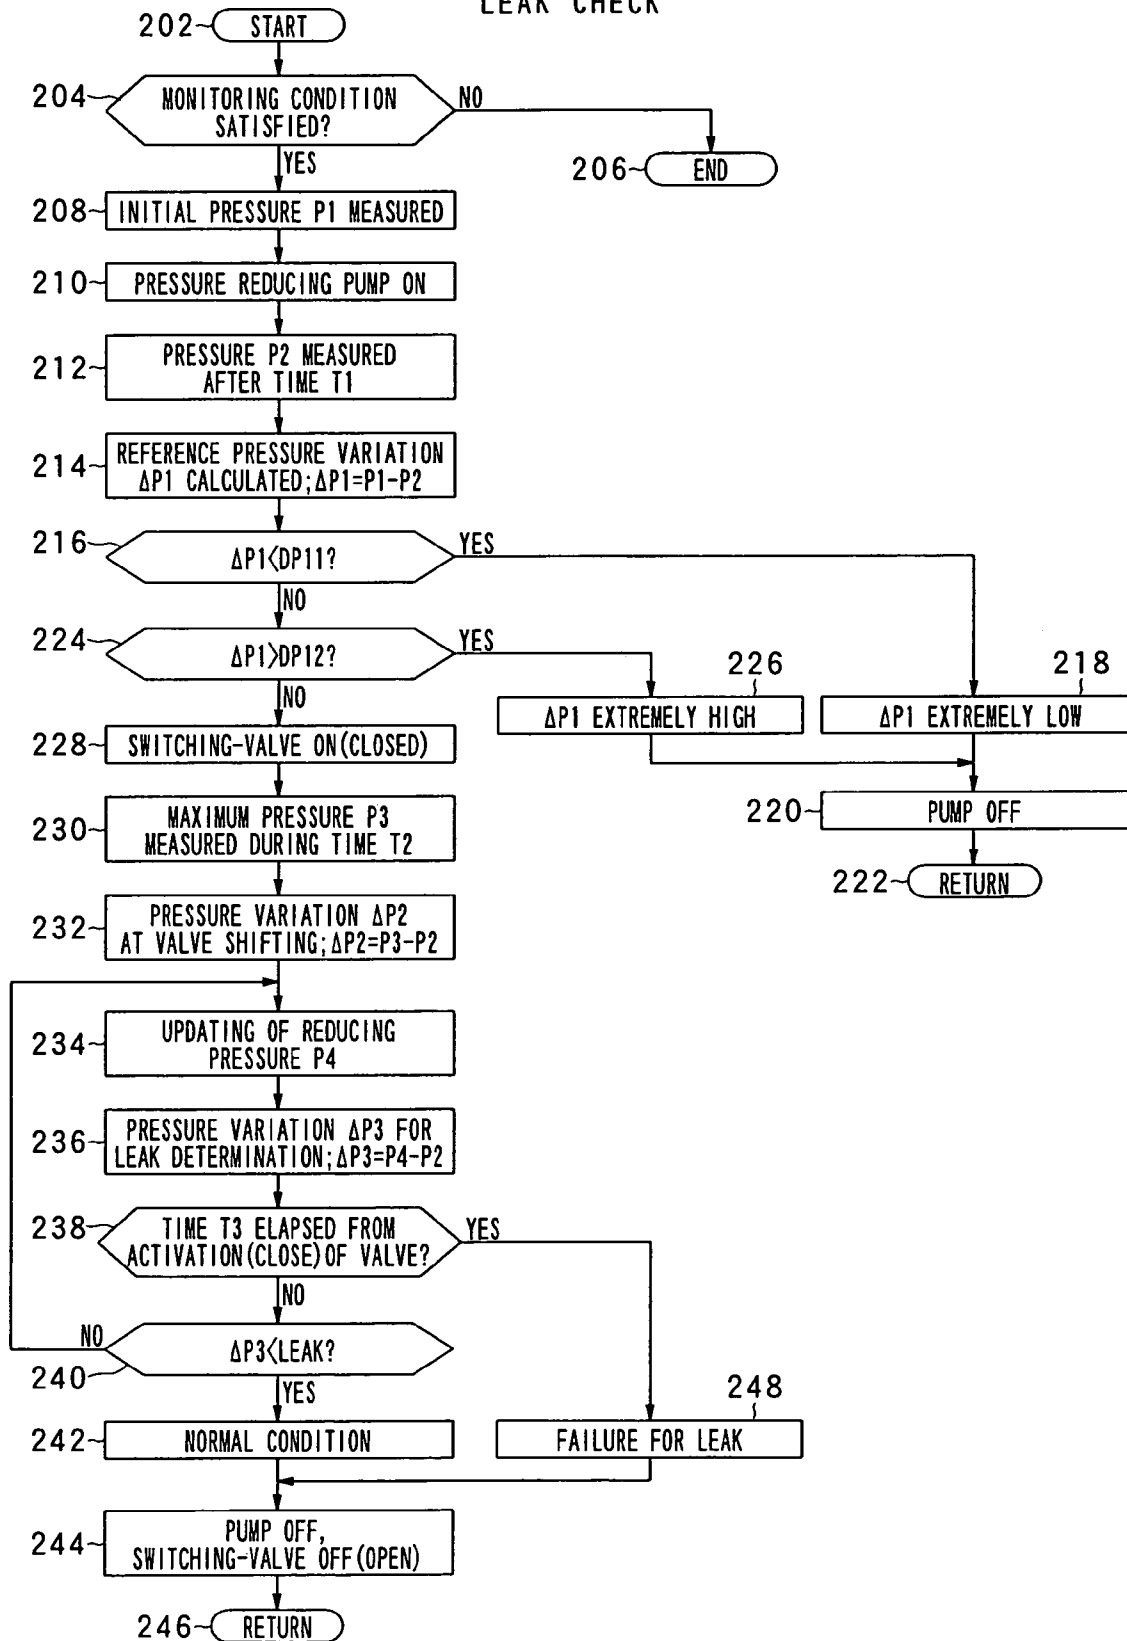 LEAK CHECK
202
START
204
MONITORING CONDITION
SATISFIED?
NO
YES
206
END
208
INITIAL PRESSURE P1 MEASURED
210
PRESSURE REDUCING PUMP ON
212
PRESSURE P2 MEASURED
AFTER TIME T1
214
REFERENCE PRESSURE VARIATION
ΔP1 CALCULATED;ΔP1=P1-P2
216
ΔP1<DP11?
YES
NO
224
ΔP1>DP12?
YES
NO
226
ΔP1 EXTREMELY HIGH
218
ΔP1 EXTREMELY LOW
228
SWITCHING-VALVE ON(CLOSED)
220
PUMP OFF
230
MAXIMUM PRESSURE P3
MEASURED DURING TIME T2
222
RETURN
232
PRESSURE VARIATION ΔP2
AT VALVE SHIFTING;ΔP2=P3-P2
234
UPDATING OF REDUCING
PRESSURE P4
236
PRESSURE VARIATION ΔP3 FOR
LEAK DETERMINATION;ΔP3=P4-P2
238
TIME T3 ELAPSED FROM
ACTIVATION(CLOSE)OF VALVE?
YES
NO
240
ΔP3<LEAK?
NO
YES
242
NORMAL CONDITION
248
FAILURE FOR LEAK
244
PUMP OFF,
SWITCHING-VALVE OFF(OPEN)
246
RETURN